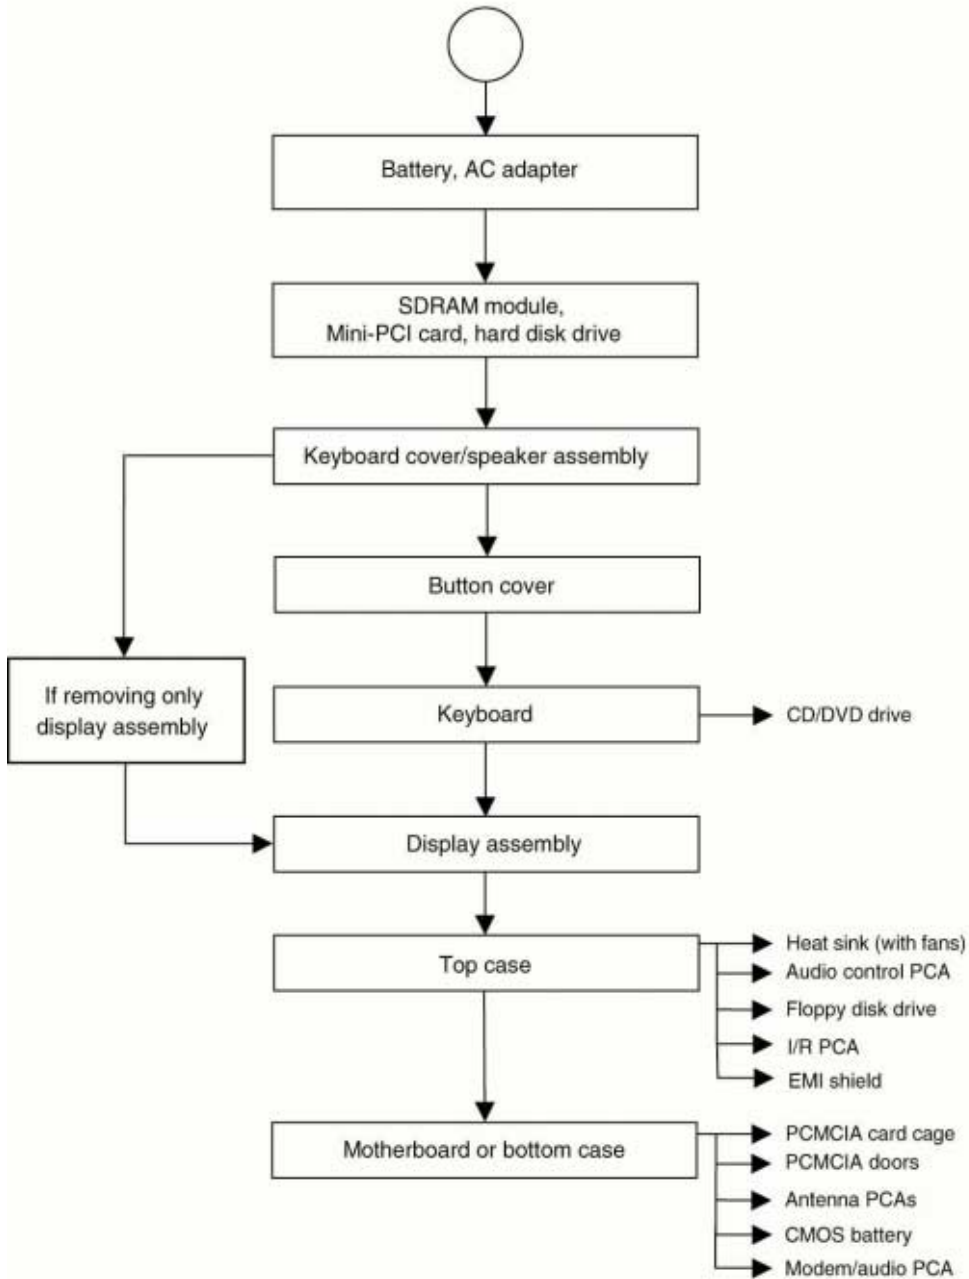 Battery, AC adapter
SDRAM module,
Mini-PCI card, hard disk drive
Keyboard cover/speaker assembly
Button cover
If removing only
display assembly
Keyboard
CD/DVD drive
Display assembly
Top case
Heat sink (with fans)
Audio control PCA
Floppy disk drive
I/R PCA
EMI shield
Motherboard or bottom case
PCMCIA card cage
PCMCIA doors
Antenna PCAs
CMOS battery
Modem/audio PCA